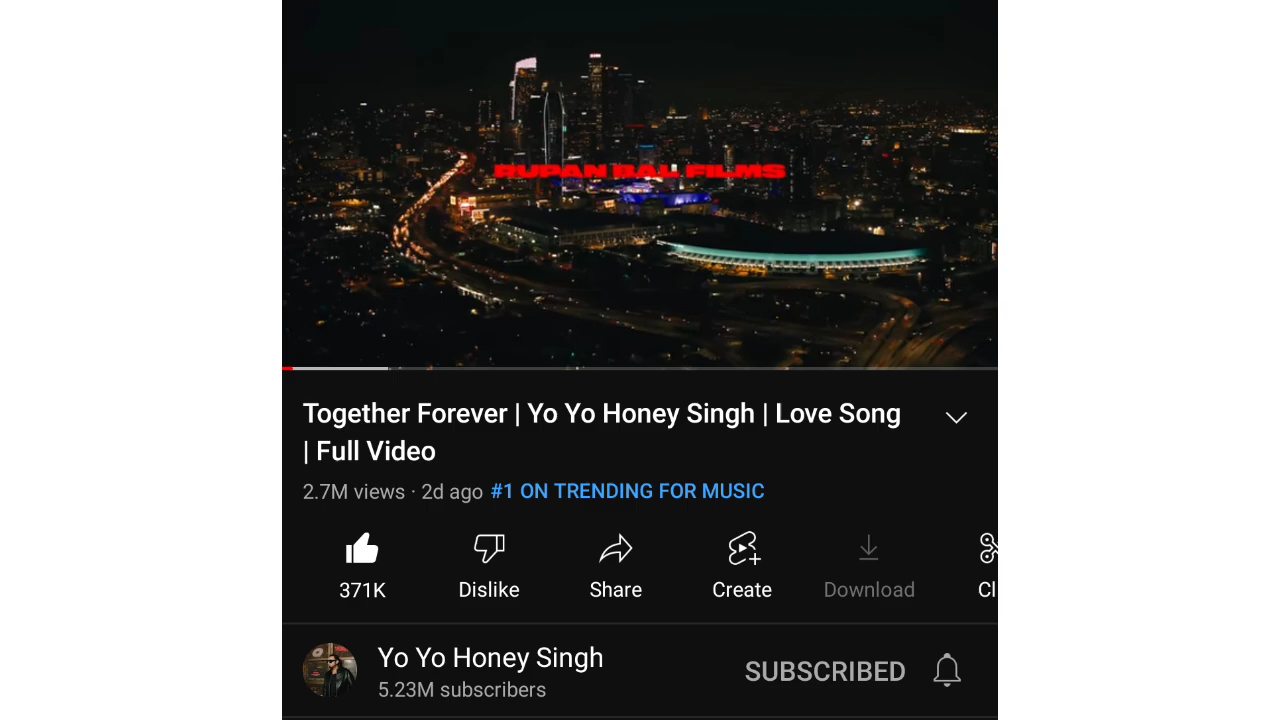 RUPAN BAL FILMS
Together Forever | Yo Yo Honey Singh | Love Song
| Full Video
2.7M views · 2d ago #1 ON TRENDING FOR MUSIC
371K Dislike Share Create Download Cl
Yo Yo Honey Singh
5.23M subscribers
SUBSCRIBED